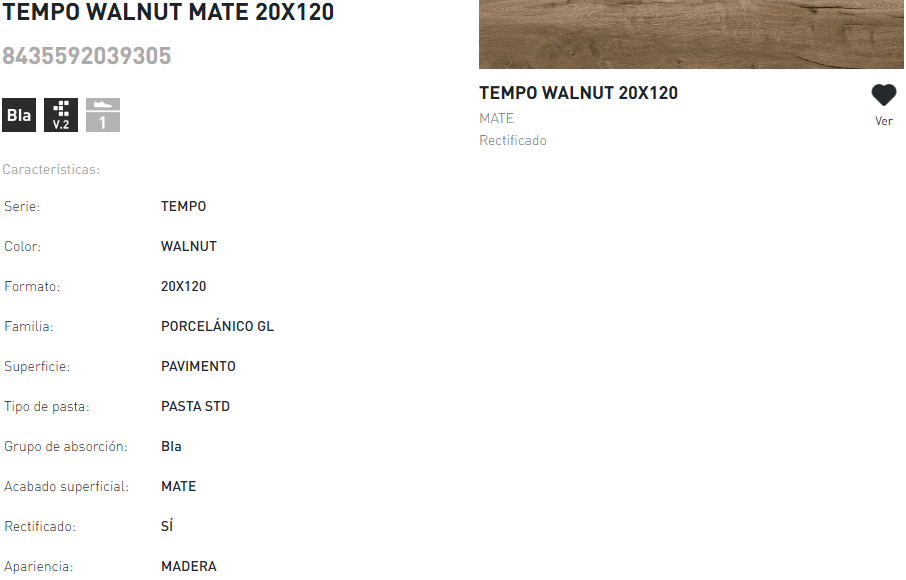 TEMPO WALNUT MATE 20X120
8435592039305
BIa
V.2
1
Características:
Serie: TEMPO
Color: WALNUT
Formato: 20X120
Familia: PORCELÁNICO GL
Superficie: PAVIMENTO
Tipo de pasta: PASTA STD
Grupo de absorción: BIa
Acabado superficial: MATE
Rectificado: SÍ
Apariencia: MADERA
TEMPO WALNUT 20X120
MATE
Rectificado
Ver